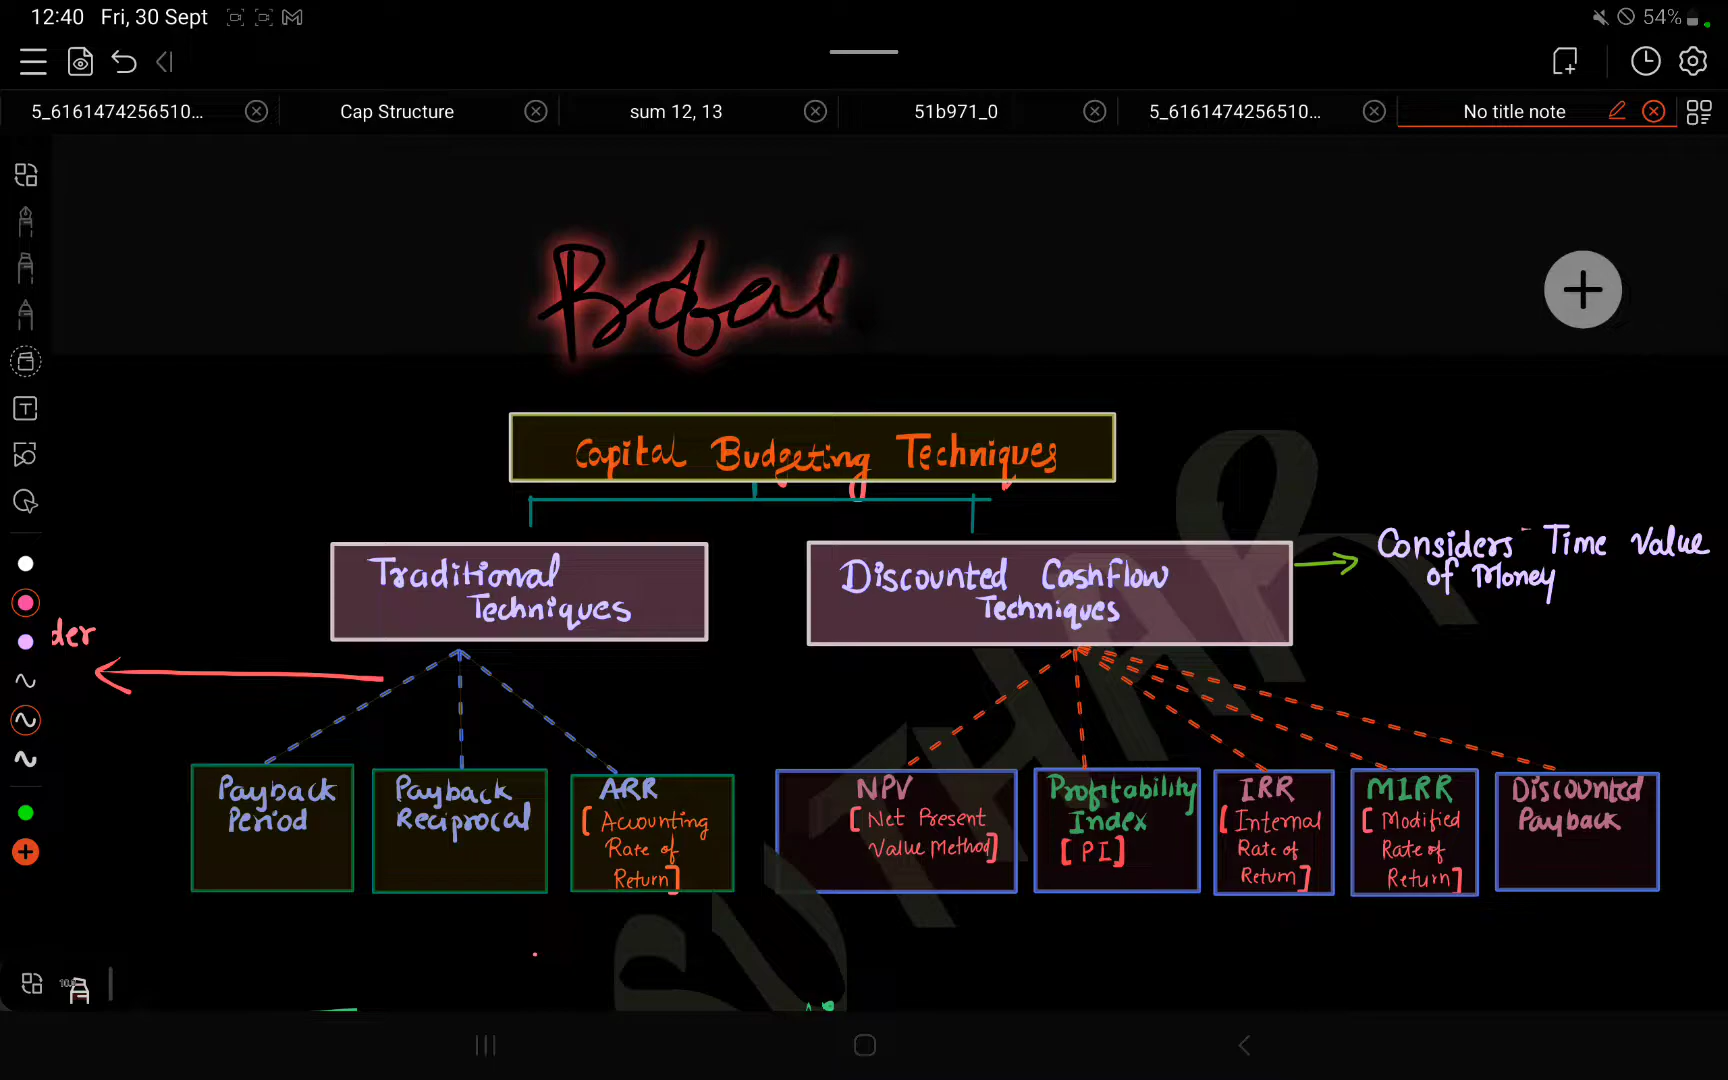 12:40 Fri, 30 Sept
54%
5_6161474256510...
Cap Structure
sum 12, 13
51b971_0
5_6161474256510...
No title note
Capital Budgeting Techniques
Traditional
Techniques
Discounted Cashflow
Techniques
Considers Time Value
of Money
der
Payback
Period
Payback
Reciprocal
ARR
[Accounting
Rate of
Return]
NPV
[Net Present
Value Method]
Profitability
Index
[PI]
IRR
[Internal
Rate of
Return]
MIRR
[Modified
Rate of
Return]
Discounted
Payback
SUTHAR